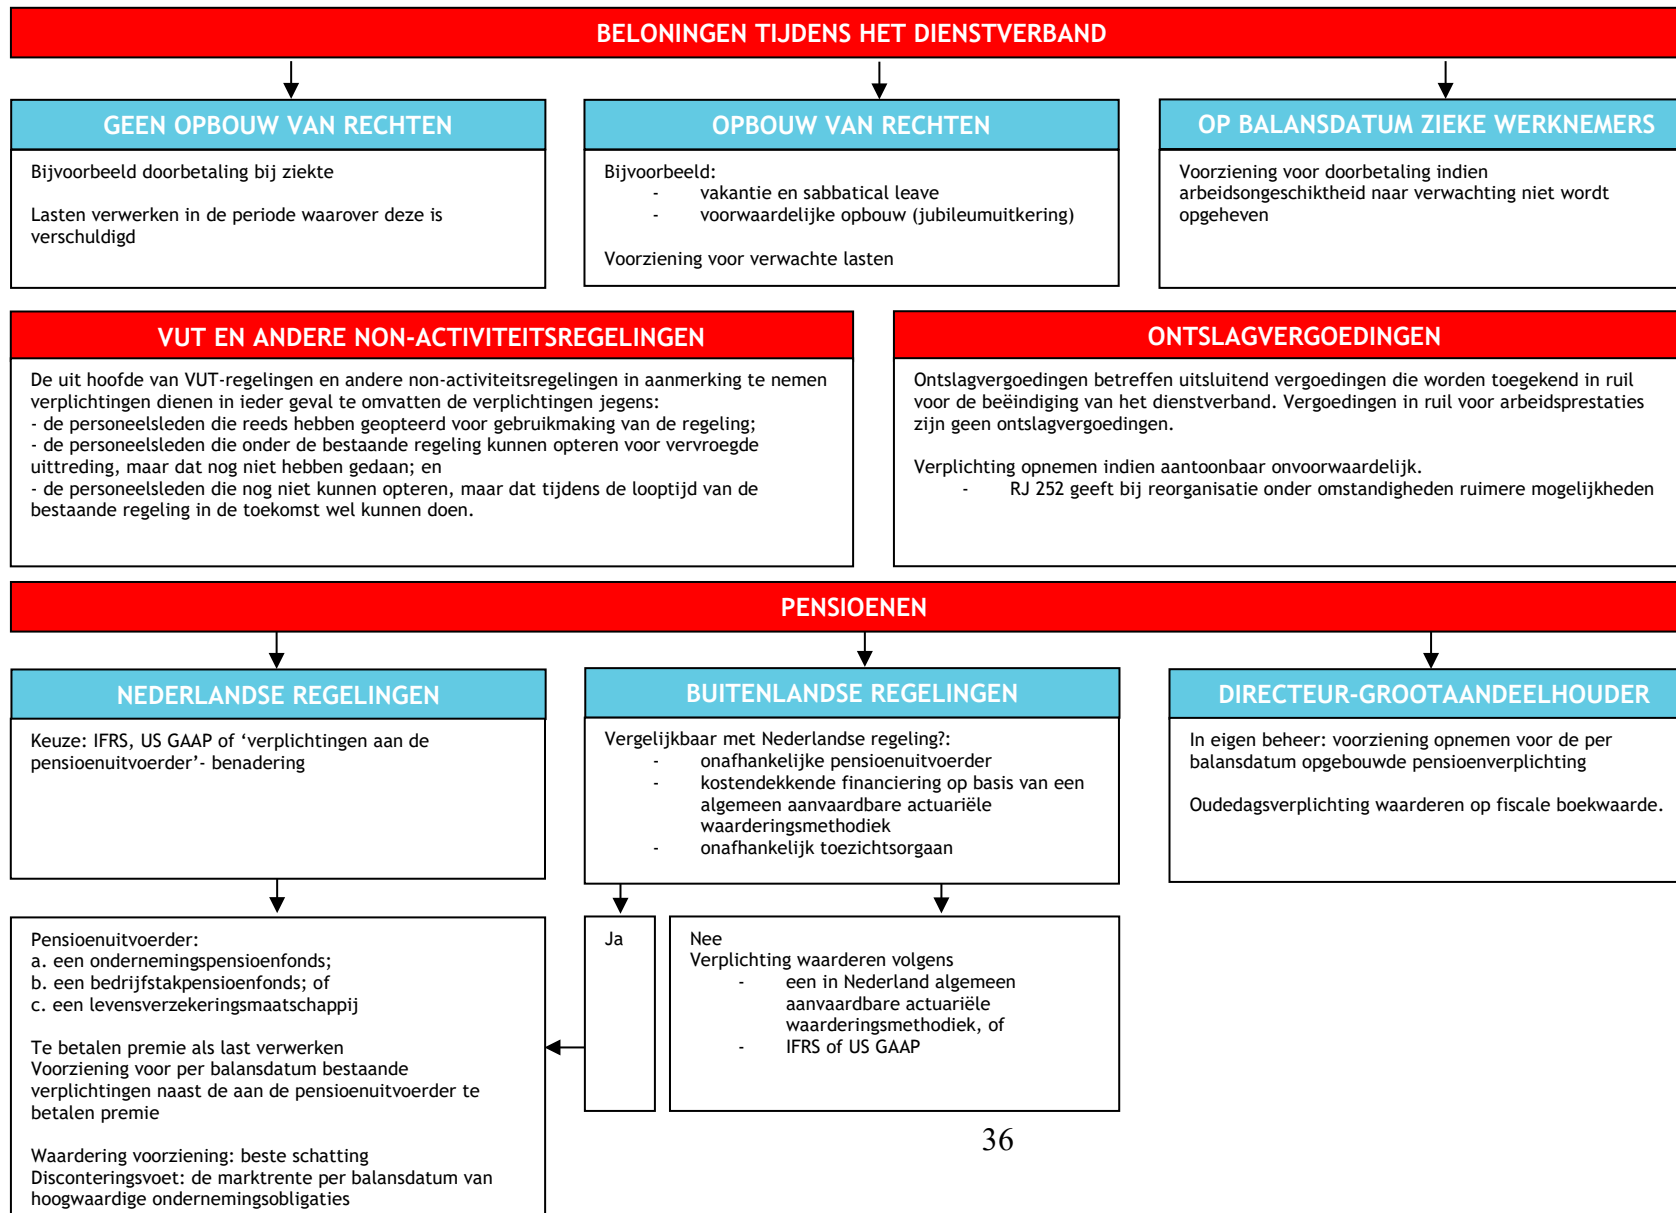 BELONINGEN TIJDENS HET DIENSTVERBAND
GEEN OPBOUW VAN RECHTEN
Bijvoorbeeld doorbetaling bij ziekte
Lasten verwerken in de periode waarover deze is
verschuldigd
OPBOUW VAN RECHTEN
Bijvoorbeeld:
- vakantie en sabbatical leave
- voorwaardelijke opbouw (jubileumuitkering)
Voorziening voor verwachte lasten
OP BALANSDATUM ZIEKE WERKNEMERS
Voorziening voor doorbetaling indien
arbeidsongeschiktheid naar verwachting niet wordt
opgeheven
VUT EN ANDERE NON-ACTIVITEITSREGELINGEN
De uit hoofde van VUT-regelingen en andere non-activiteitsregelingen in aanmerking te nemen
verplichtingen dienen in ieder geval te omvatten de verplichtingen jegens:
- de personeelsleden die reeds hebben geopteerd voor gebruikmaking van de regeling;
- de personeelsleden die onder de bestaande regeling kunnen opteren voor vervroegde
uittreding, maar dat nog niet hebben gedaan; en
- de personeelsleden die nog niet kunnen opteren, maar dat tijdens de looptijd van de
bestaande regeling in de toekomst wel kunnen doen.
ONTSLAGVERGOEDINGEN
Ontslagvergoedingen betreffen uitsluitend vergoedingen die worden toegekend in ruil
voor de beëindiging van het dienstverband. Vergoedingen in ruil voor arbeidsprestaties
zijn geen ontslagvergoedingen.
Verplichting opnemen indien aantoonbaar onvoorwaardelijk.
- RJ 252 geeft bij reorganisatie onder omstandigheden ruimere mogelijkheden
PENSIOENEN
NEDERLANDSE REGELINGEN
Keuze: IFRS, US GAAP of ‘verplichtingen aan de
pensioenuitvoerder’- benadering
BUITENLANDSE REGELINGEN
Vergelijkbaar met Nederlandse regeling?:
- onafhankelijke pensioenuitvoerder
- kostendekkende financiering op basis van een
algemeen aanvaardbare actuariële
waarderingsmethodiek
- onafhankelijk toezichtsorgaan
DIRECTEUR-GROOTAANDEELHOUDER
In eigen beheer: voorziening opnemen voor de per
balansdatum opgebouwde pensioenverplichting
Oudedagsverplichting waarderen op fiscale boekwaarde.
Pensioenuitvoerder:
a. een ondernemingspensioenfonds;
b. een bedrijfstakpensioenfonds; of
c. een levensverzekeringsmaatschappij
Te betalen premie als last verwerken
Voorziening voor per balansdatum bestaande
verplichtingen naast de aan de pensioenuitvoerder te
betalen premie
Waardering voorziening: beste schatting
Disconteringsvoet: de marktrente per balansdatum van
hoogwaardige ondernemingsobligaties
Ja
Nee
Verplichting waarderen volgens
- een in Nederland algemeen
aanvaardbare actuariële
waarderingsmethodiek, of
- IFRS of US GAAP
36